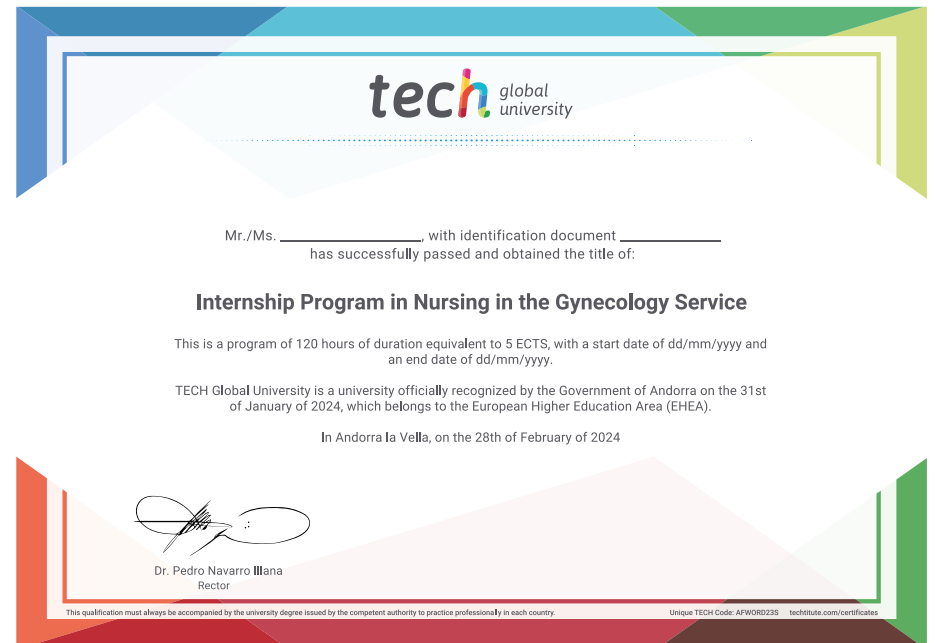 tech global university
Mr./Ms. ____________, with identification document ____________
has successfully passed and obtained the title of:
Internship Program in Nursing in the Gynecology Service
This is a program of 120 hours of duration equivalent to 5 ECTS, with a start date of dd/mm/yyyy and
an end date of dd/mm/yyyy.
TECH Global University is a university officially recognized by the Government of Andorra on the 31st
of January of 2024, which belongs to the European Higher Education Area (EHEA).
In Andorra la Vella, on the 28th of February of 2024
Dr. Pedro Navarro Illana
Rector
This qualification must always be accompanied by the university degree issued by the competent authority to practice professionally in each country. Unique TECH Code: AFWORD23S techtitute.com/certificates